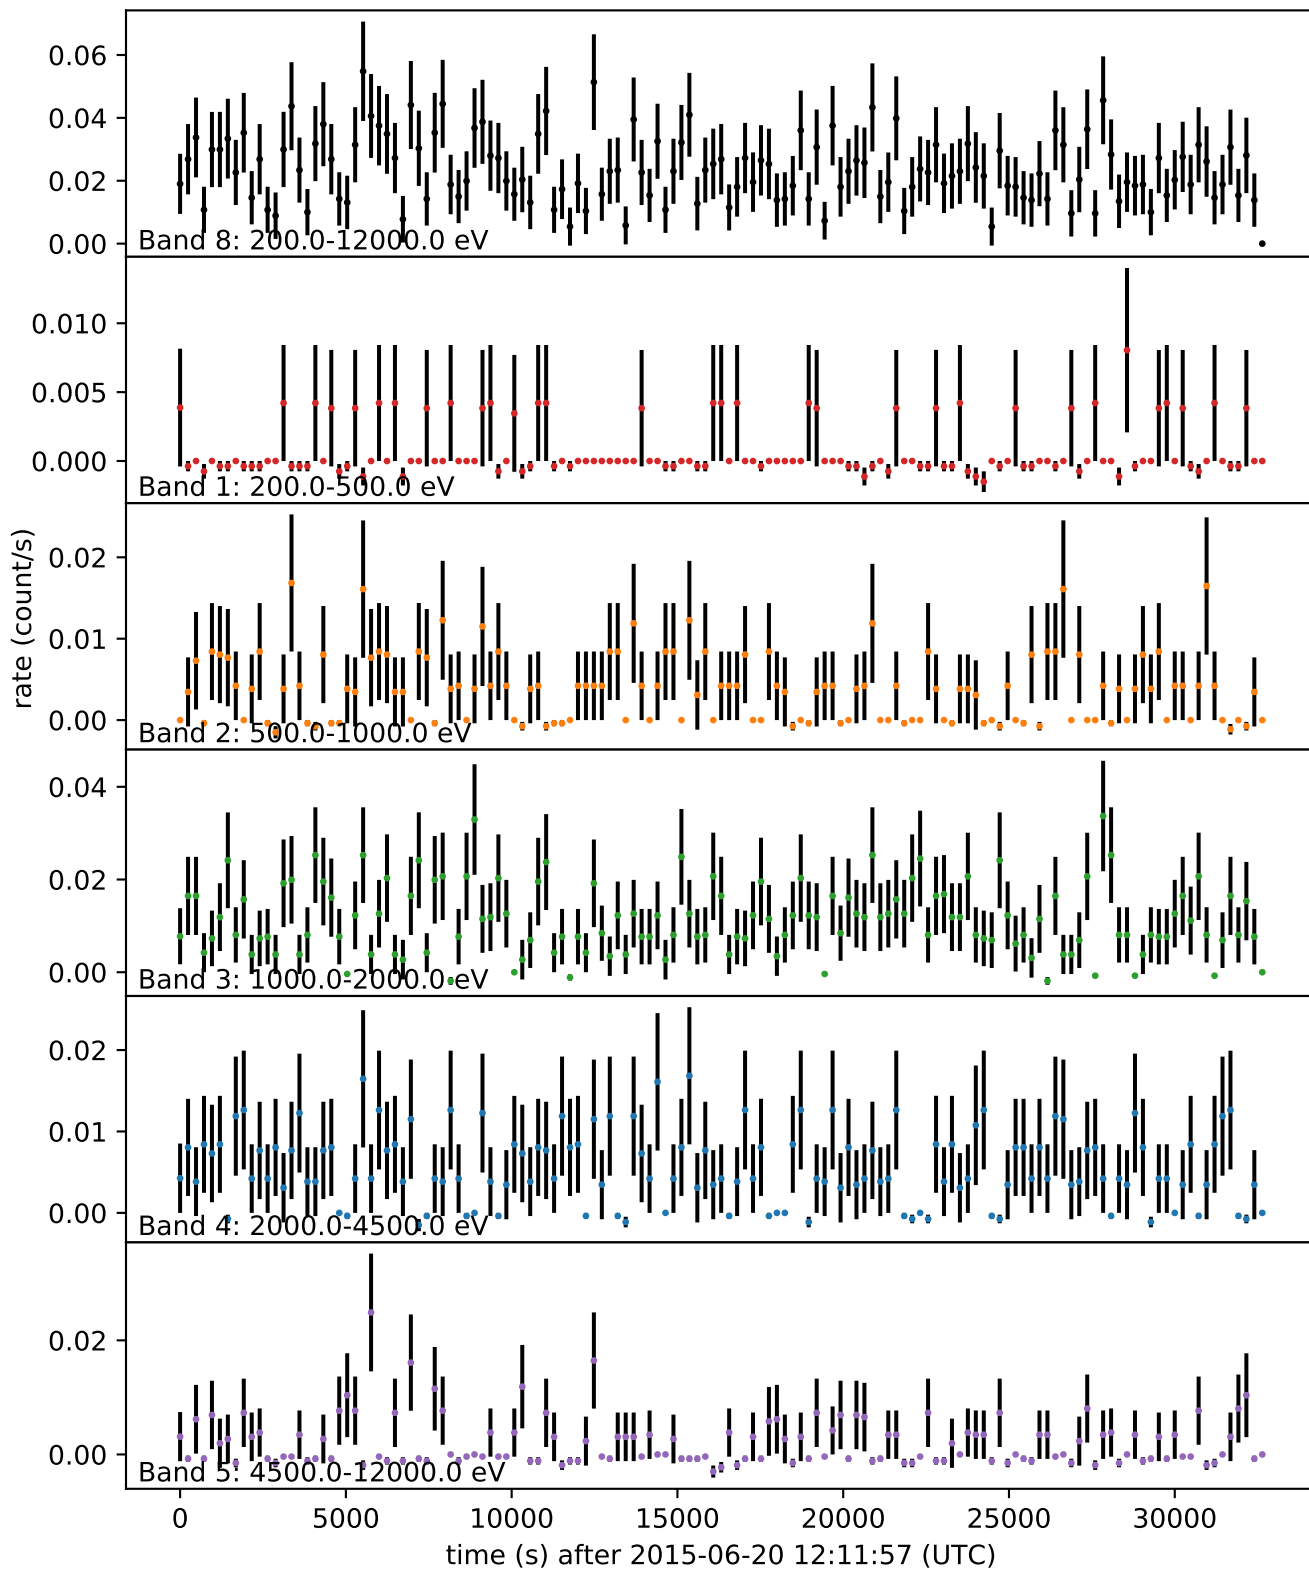 0.06
0.04
0.02
0.00
Band 8: 200.0-12000.0 eV
0.010
0.005
0.000
Band 1: 200.0-500.0 eV
rate (count/s)
0.02
0.01
0.00
Band 2: 500.0-1000.0 eV
0.04
0.02
0.00
Band 3: 1000.0-2000.0 eV
0.02
0.01
0.00
Band 4: 2000.0-4500.0 eV
0.02
0.00
Band 5: 4500.0-12000.0 eV
0 5000 10000 15000 20000 25000 30000
time (s) after 2015-06-20 12:11:57 (UTC)